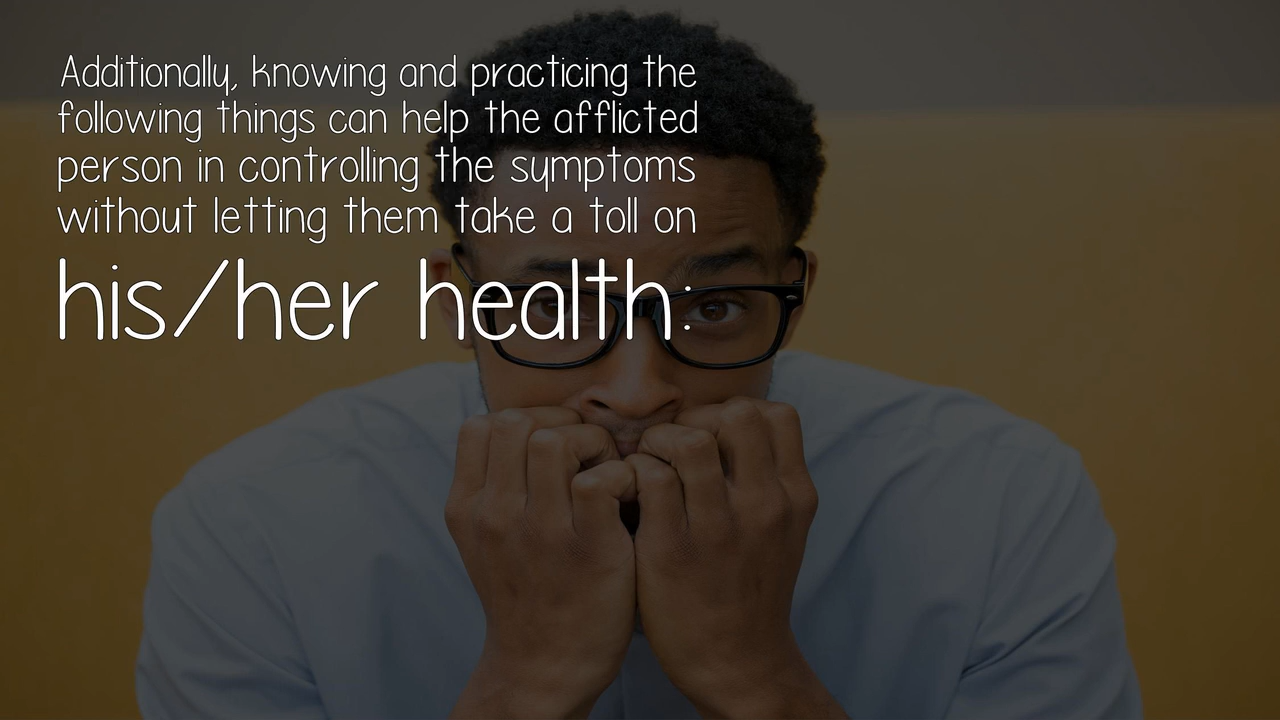 Additionally, knowing and practicing the
following things can help the afflicted
person in controlling the symptoms
without letting them take a toll on
his/her health: